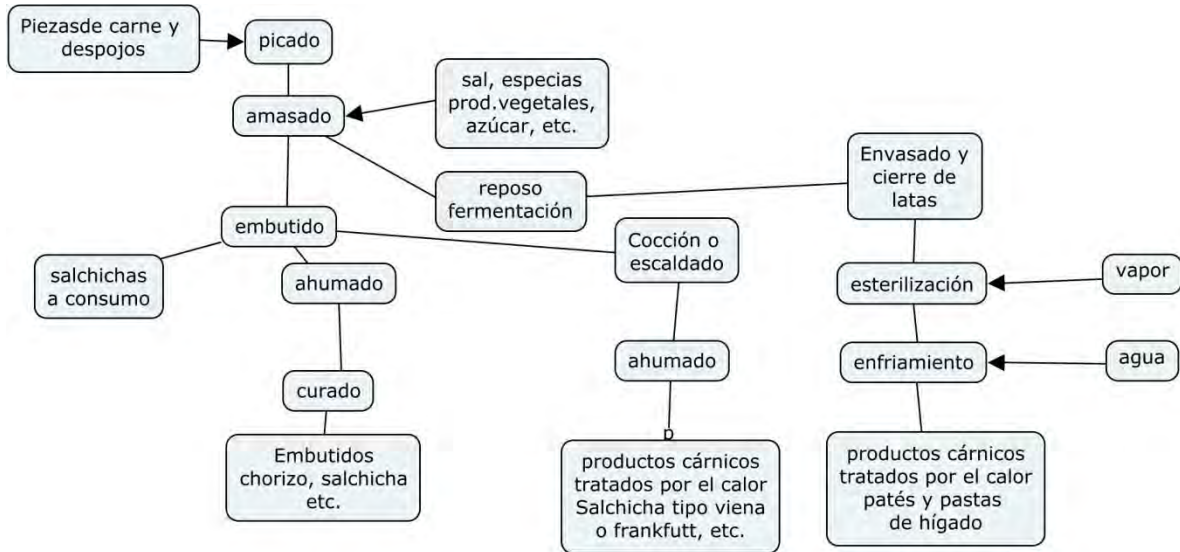 Piezasde carne y
despojos
picado
amasado
sal, especias
prod.vegetales,
azúcar, etc.
reposo
fermentación
Envasado y
cierre de
latas
embutido
salchichas
a consumo
ahumado
curado
Embutidos
chorizo, salchicha
etc.
Cocción o
escaldado
ahumado
p
productos cárnicos
tratados por el calor
Salchicha tipo viena
o frankfutt, etc.
esterilización
vapor
enfriamiento
agua
productos cárnicos
tratados por el calor
patés y pastas
de hígado